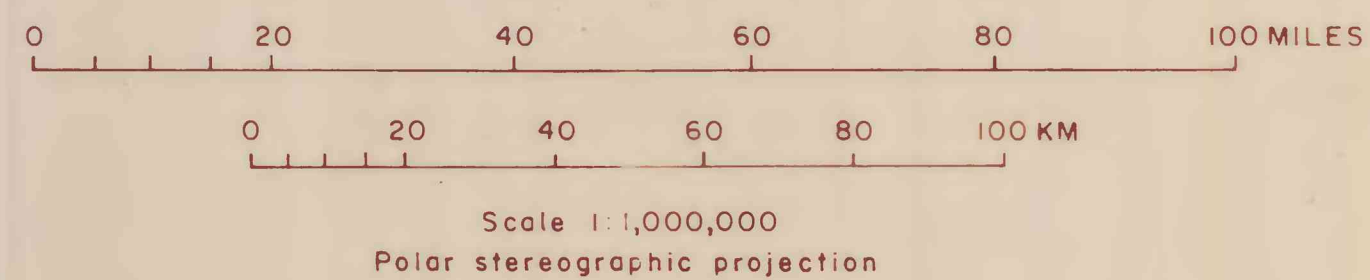 0 20 40 60 80 100 MILES
0 20 40 60 80 100 KM
Scale 1:1,000,000
Polar stereographic projection